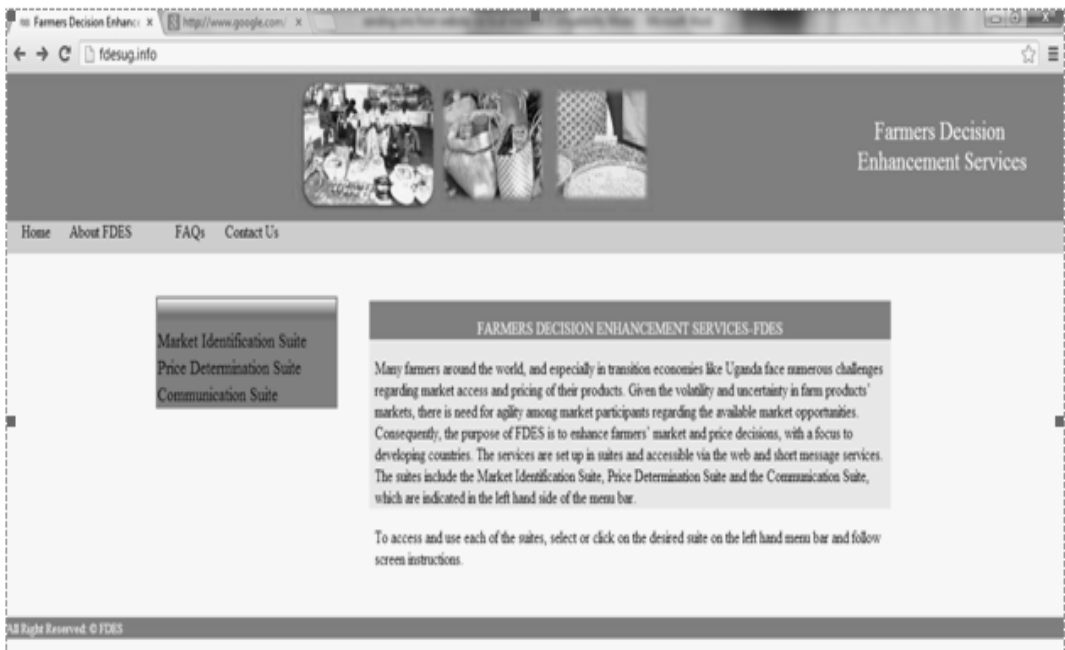 Farmers Decision Enhance × http://www.google.com/ ×
fdesug.info
Farmers Decision
Enhancement Services
Home About FDES FAQs Contact Us
Market Identification Suite
Price Determination Suite
Communication Suite
FARMERS DECISION ENHANCEMENT SERVICES-FDES
Many farmers around the world, and especially in transition economies like Uganda face numerous challenges
regarding market access and pricing of their products. Given the volatility and uncertainty in farm products'
markets, there is need for agility among market participants regarding the available market opportunities.
Consequently, the purpose of FDES is to enhance farmers' market and price decisions, with a focus to
developing countries. The services are set up in suites and accessible via the web and short message services.
The suites include the Market Identification Suite, Price Determination Suite and the Communication Suite,
which are indicated in the left hand side of the menu bar.
To access and use each of the suites, select or click on the desired suite on the left hand menu bar and follow
screen instructions.
All Right Reserved: © FDES